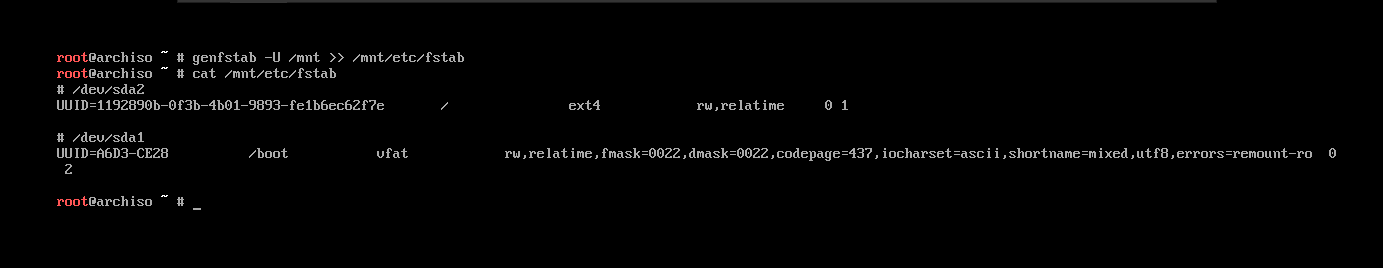 root@archiso ~ # genfstab -U /mnt >> /mnt/etc/fstab
root@archiso ~ # cat /mnt/etc/fstab
# /dev/sda2
UUID=1192890b-0f3b-4b01-9893-fe1b6ec62f7e / ext4 rw,relatime 0 1
# /dev/sda1
UUID=A6D3-CE28 /boot vfat rw,relatime,fmask=0022,dmask=0022,codepage=437,iocharset=ascii,shortname=mixed,utf8,errors=remount-ro 0
2
root@archiso ~ # _